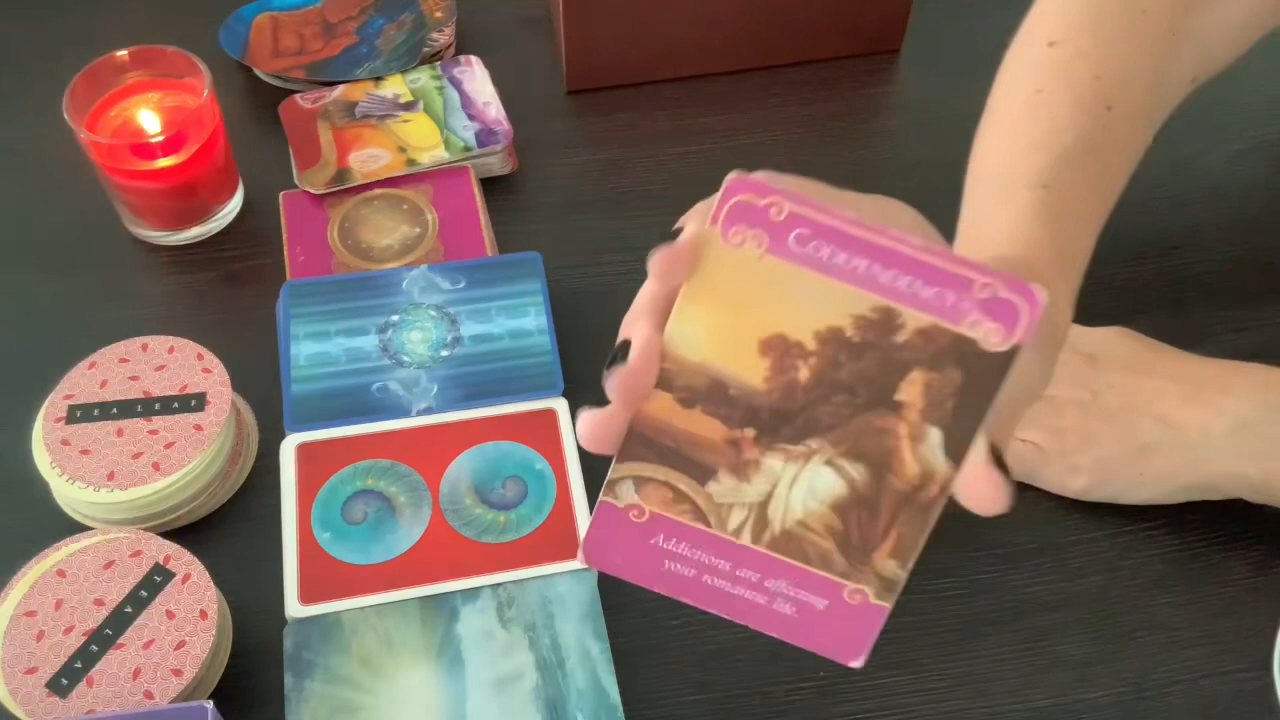 CODEPENDENCY
Addictions are affecting
your romantic life.
TEA LEAF
TEA LEAF